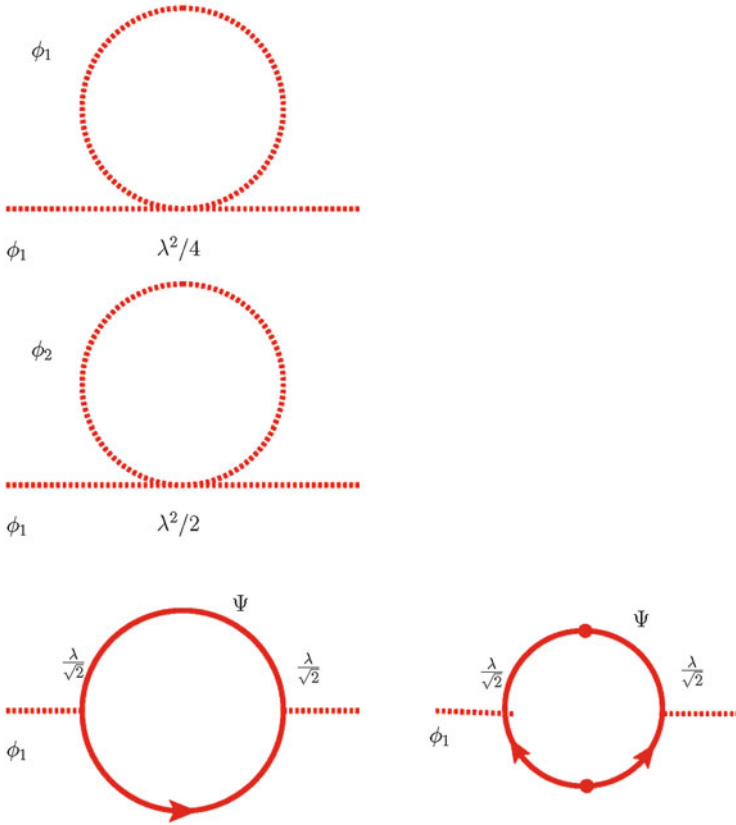 ϕ₁
ϕ₁ λ²/4
ϕ₂
ϕ₁ λ²/2
Ψ Ψ
λ/√2 λ/√2 λ/√2 λ/√2
ϕ₁ ϕ₁